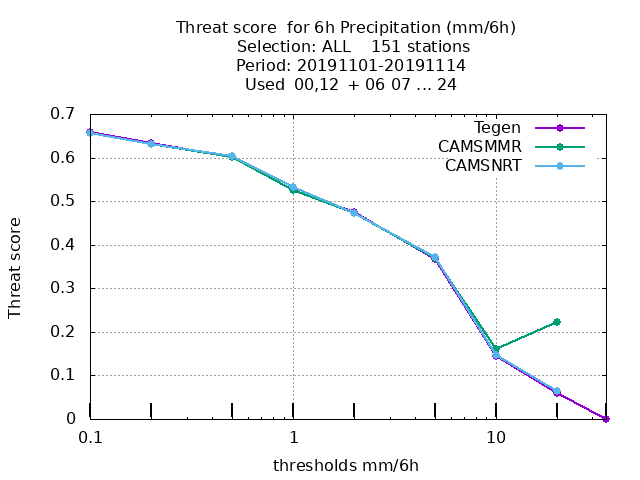 Threat score  for 6h Precipitation (mm/6h)
Selection: ALL    151 stations
Period: 20191101-20191114
Used  00,12  + 06 07 ... 24
Tegen
CAMSMMR
CAMSNRT
0.7
0.6
0.5
0.4
0.3
0.2
0.1
0
Threat score
0.1
1
10
thresholds mm/6h